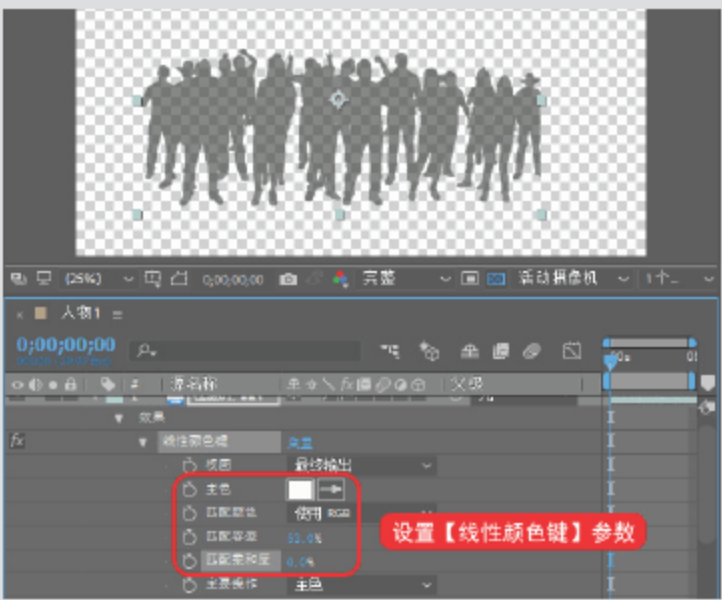 (25%) 0;00;00;00 完整 活动摄像机 1个...
人物1
0;00;00;00
源名称 父级
效果
fx 线性颜色键 重置
视图 最终输出
主色
匹配颜色 使用 RGB
匹配容差
匹配柔和度 0.0%
主要操作 主色
设置【线性颜色键】参数